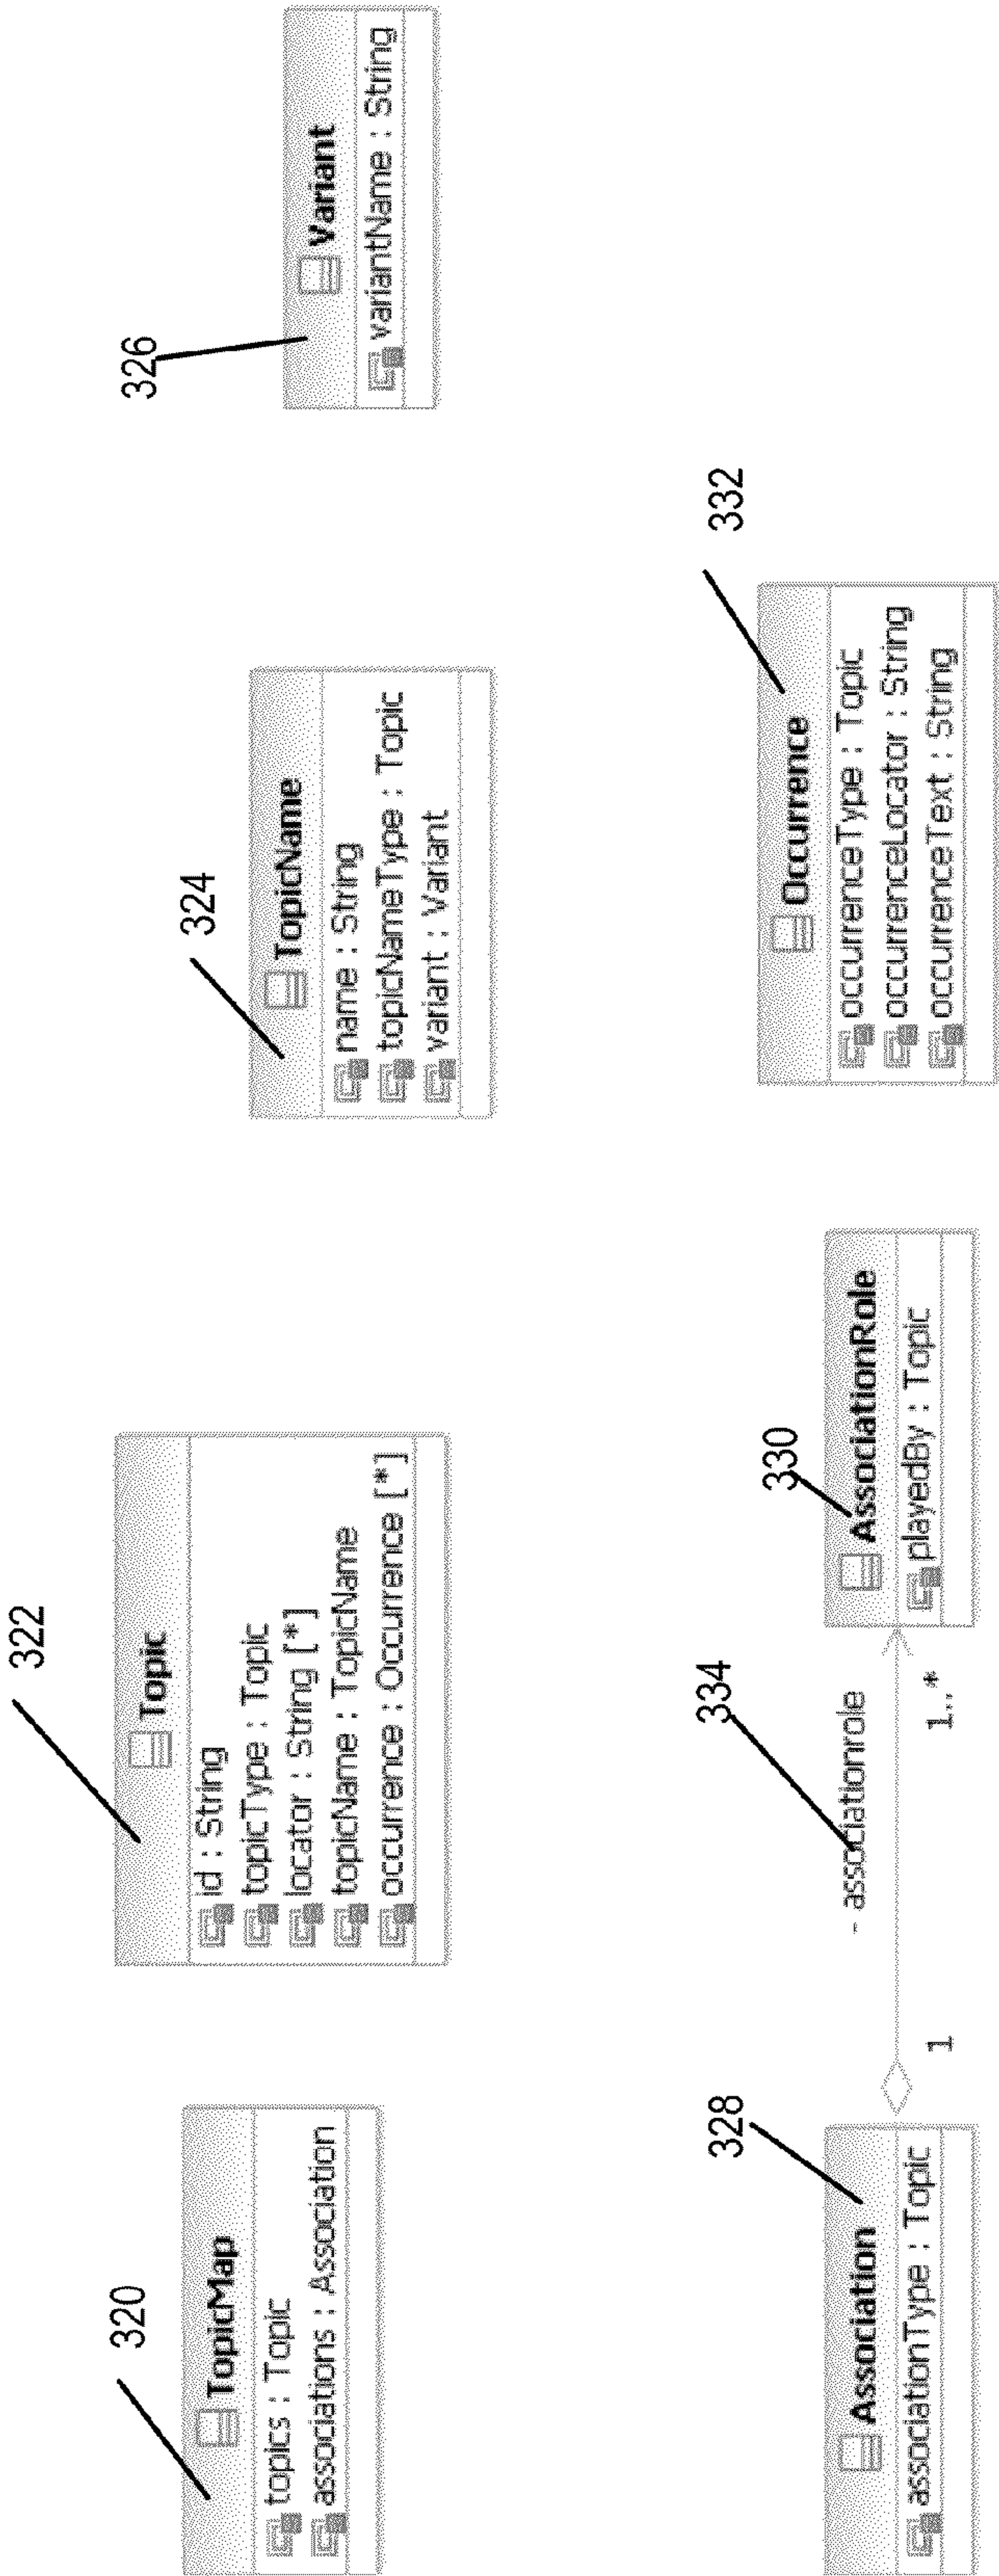 320
TopicMap
topics : Topic
associations : Association
322
Topic
id : String
topicType : Topic
locator : String [*]
topicName : TopicName
occurrence : Occurrence [*]
324
TopicName
name : String
topicNameType : Topic
variant : Variant
326
Variant
variantName : String
328
Association
associationType : Topic
334
- associationrole
1
1..*
330
AssociationRole
playedBy : Topic
332
Occurrence
occurrenceType : Topic
occurrenceLocator : String
occurrenceText : String